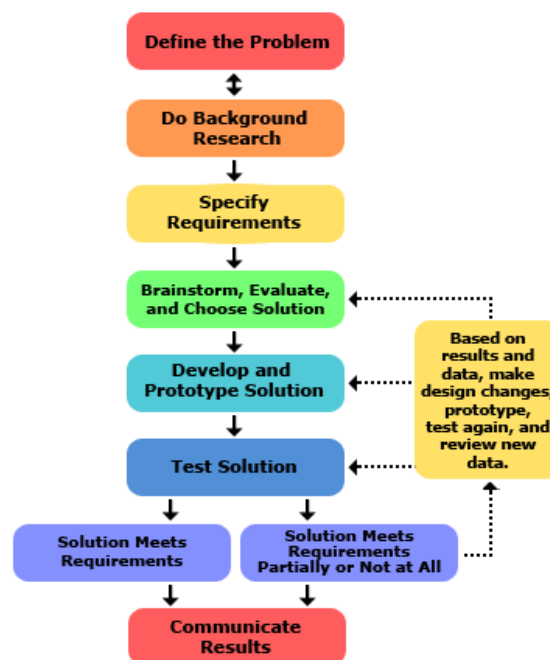 Define the Problem
Do Background
Research
Specify
Requirements
Brainstorm, Evaluate,
and Choose Solution
Develop and
Prototype Solution
Based on
results and
data, make
design changes,
prototype,
test again, and
review new
data.
Test Solution
Solution Meets
Requirements
Solution Meets
Requirements
Partially or Not at All
Communicate
Results